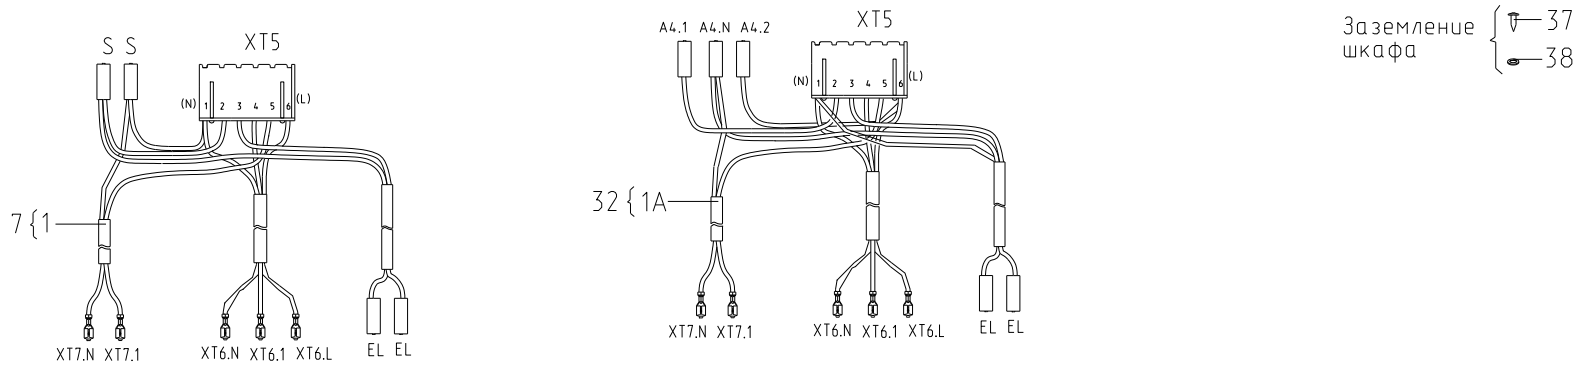 S S XT5
(N) 1 2 3 4 5 6 (L)
7 { 1
XT7.N XT7.1 XT6.N XT6.1 XT6.L EL EL
A4.1 A4.N A4.2 XT5
(N) 1 2 3 4 5 6 (L)
32 { 1A
XT7.N XT7.1 XT6.N XT6.1 XT6.L EL EL
Заземление
шкафа
37
38